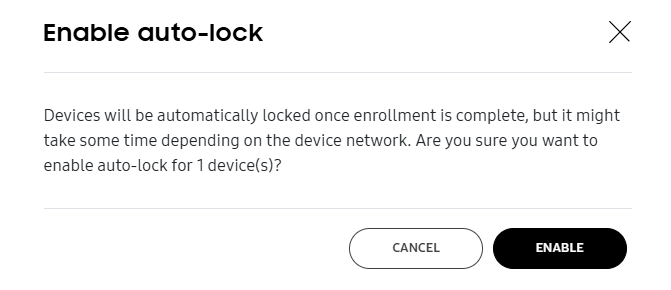 Enable auto-lock
Devices will be automatically locked once enrollment is complete, but it might
take some time depending on the device network. Are you sure you want to
enable auto-lock for 1 device(s)?
CANCEL
ENABLE